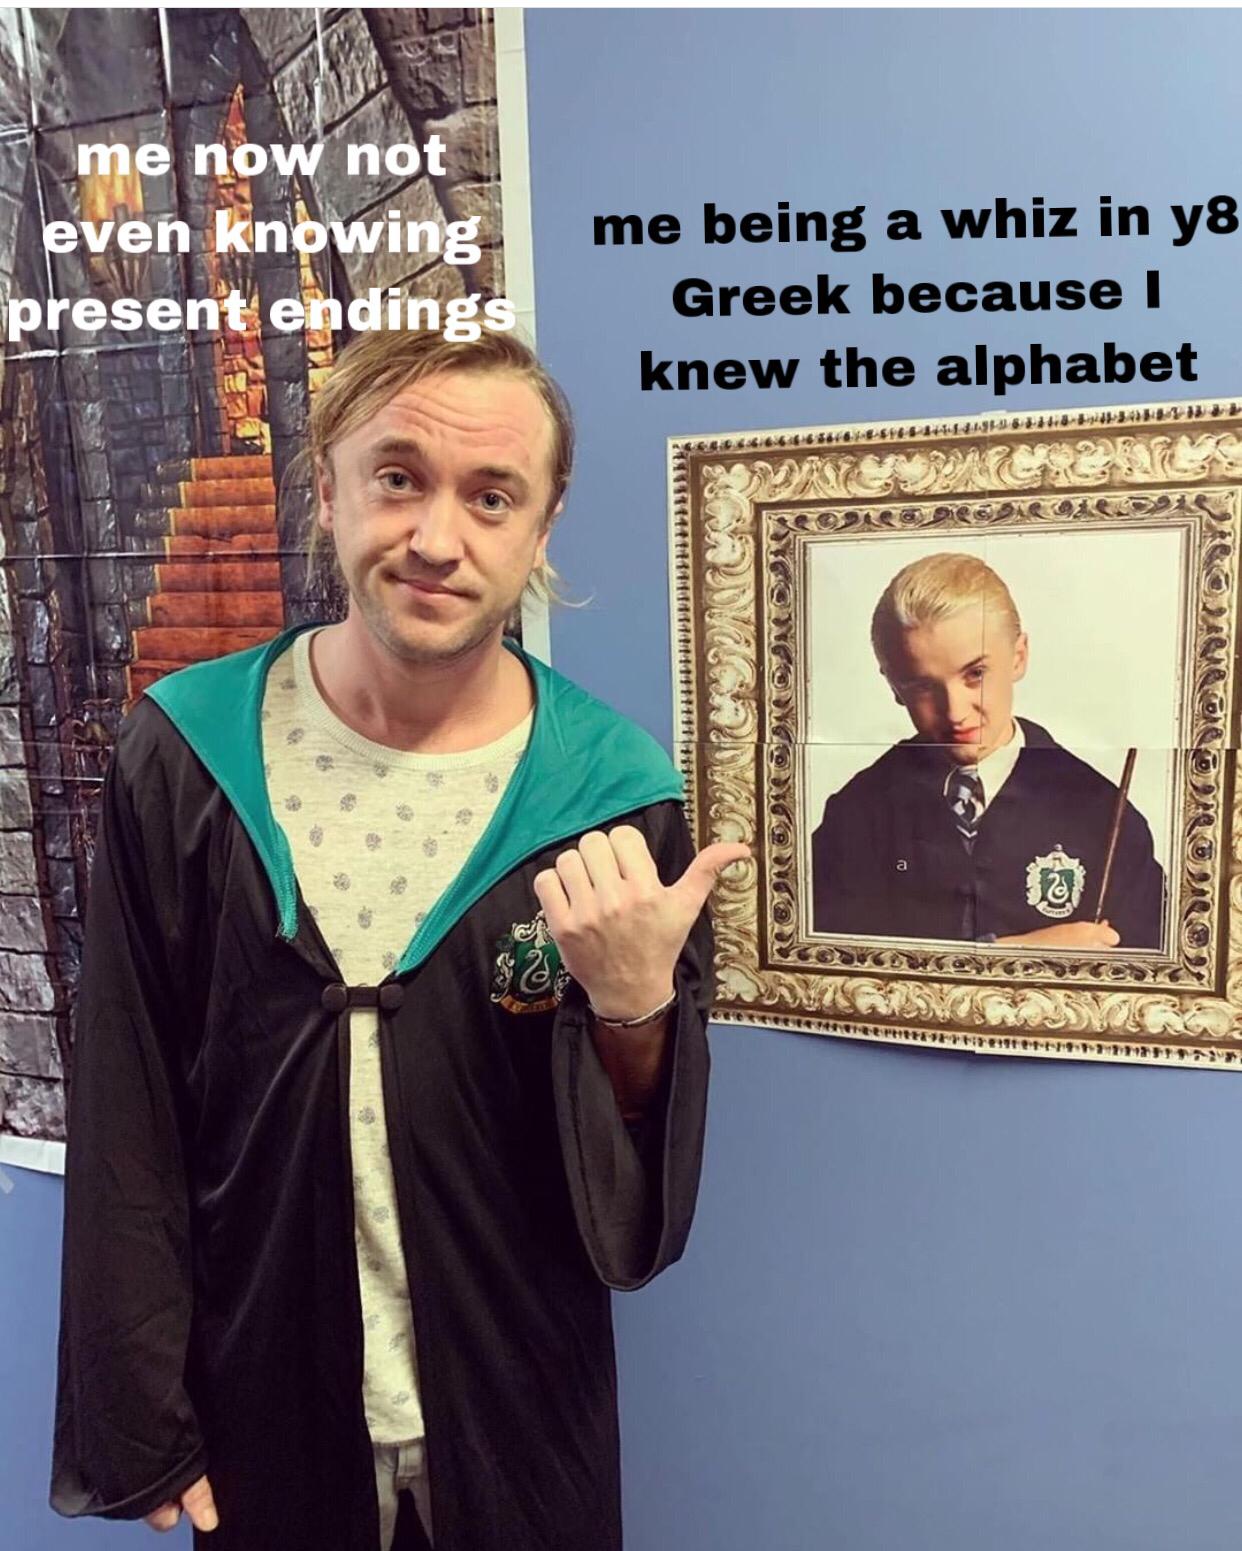 me now not
even knowing
present endings
me being a whiz in y8
Greek because I
knew the alphabet
a